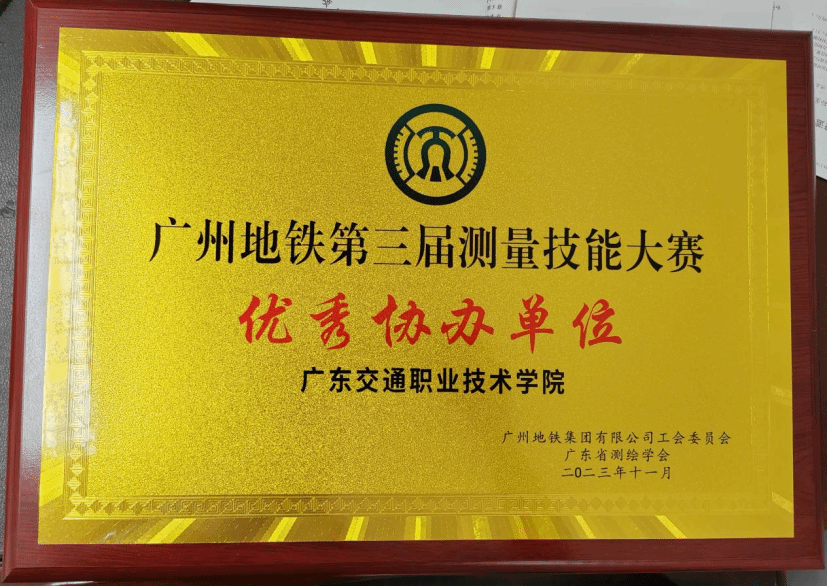 广州地铁第三届测量技能大赛
优秀协办单位
广东交通职业技术学院
广州地铁集团有限公司工会委员会
广东省测绘学会
二0二三年十一月